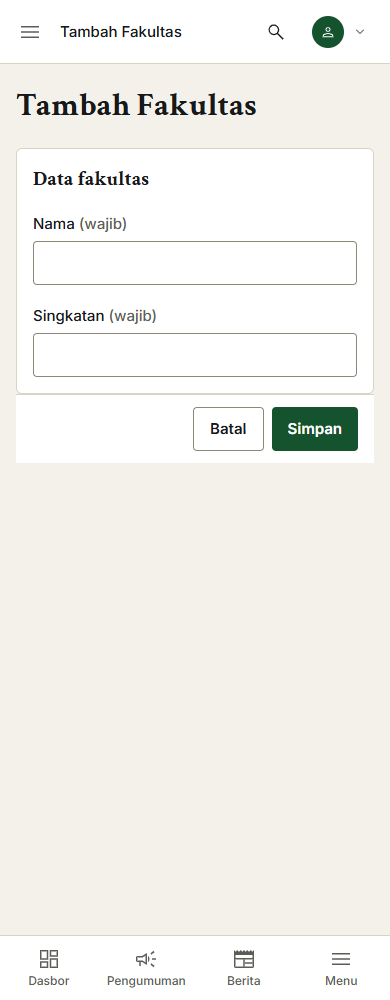 Tambah Fakultas
Tambah Fakultas
Data fakultas
Nama (wajib)
Singkatan (wajib)
Batal
Simpan
Dasbor
Pengumuman
Berita
Menu